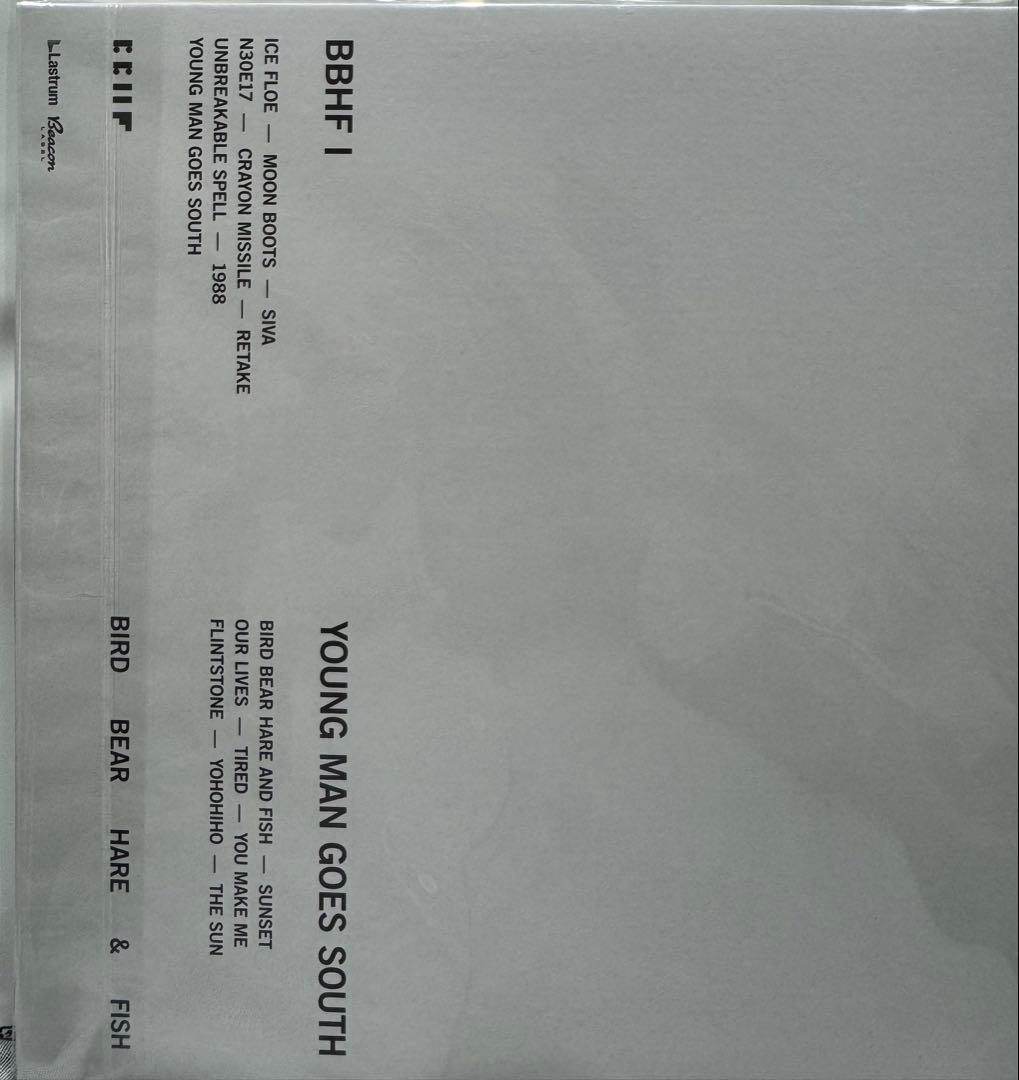 BBHF I
ICE FLOE — MOON BOOTS — SIVA
N30E17 — CRAYON MISSILE — RETAKE
UNBREAKABLE SPELL — 1988
YOUNG MAN GOES SOUTH
YOUNG MAN GOES SOUTH
BIRD BEAR HARE AND FISH — SUNSET
OUR LIVES — TIRED — YOU MAKE ME
FLINTSTONE — YOHOHIHO — THE SUN
BIRD BEAR HARE & FISH
Lastrum Beacon
LABEL